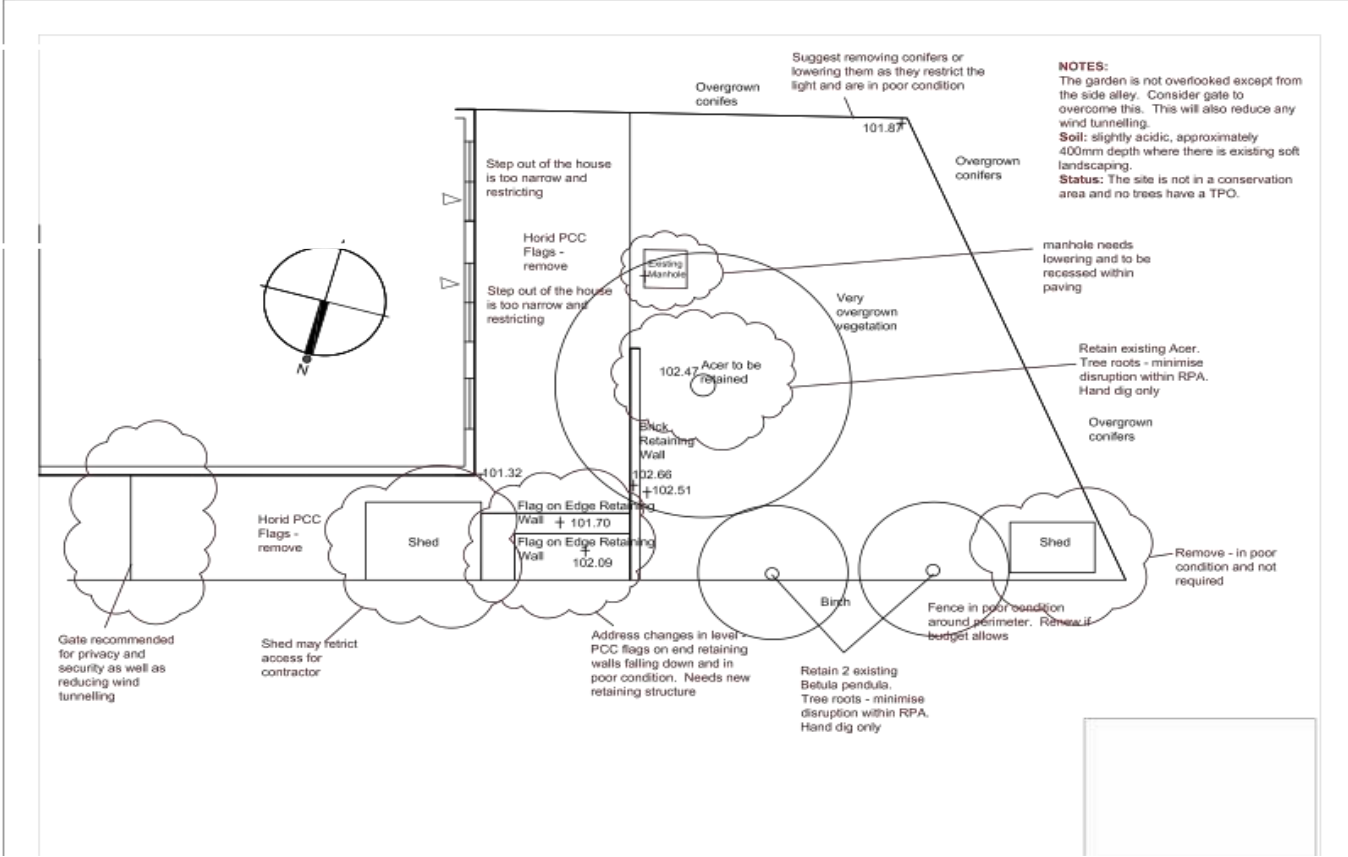 Suggest removing conifers or
lowering them as they restrict the
light and are in poor condition
NOTES:
The garden is not overlooked except from
the side alley. Consider gate to
overcome this. This will also reduce any
wind tunnelling.
Soil: slightly acidic, approximately
400mm depth where there is existing soft
landscaping.
Status: The site is not in a conservation
area and no trees have a TPO.
Overgrown
conifes
101.87
Overgrown
conifers
Step out of the house
is too narrow and
restricting
Horid PCC
Flags -
remove
Existing
Manhole
manhole needs
lowering and to be
recessed within
paving
Step out of the house
is too narrow and
restricting
Very
overgrown
vegetation
N
102.47
Acer to be
retained
Retain existing Acer.
Tree roots - minimise
disruption within RPA.
Hand dig only
Overgrown
conifers
Brick
Retaining
Wall
101.32
102.66
102.51
Flag on Edge Retaining
Wall
101.70
Horid PCC
Flags -
remove
Shed
Flag on Edge Retaining
Wall
102.09
Shed
Remove - in poor
condition and not
required
Birch
Fence in poor condition
around perimeter. Renew if
budget allows
Gate recommended
for privacy and
security as well as
reducing wind
tunnelling
Shed may retrict
access for
contractor
Address changes in level -
PCC flags on end retaining
walls falling down and in
poor condition. Needs new
retaining structure
Retain 2 existing
Betula pendula.
Tree roots - minimise
disruption within RPA.
Hand dig only